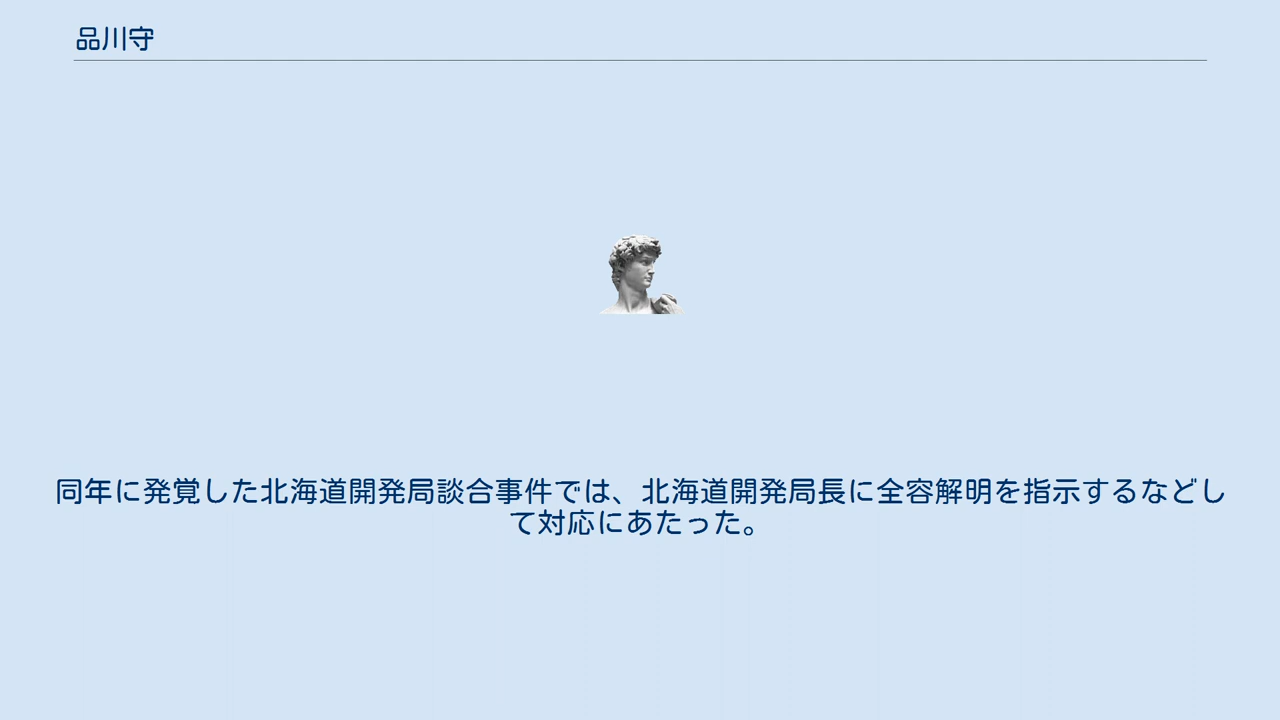 品川守
同年に発覚した北海道開発局談合事件では、北海道開発局長に全容解明を指示するなどし
て対応にあたった。